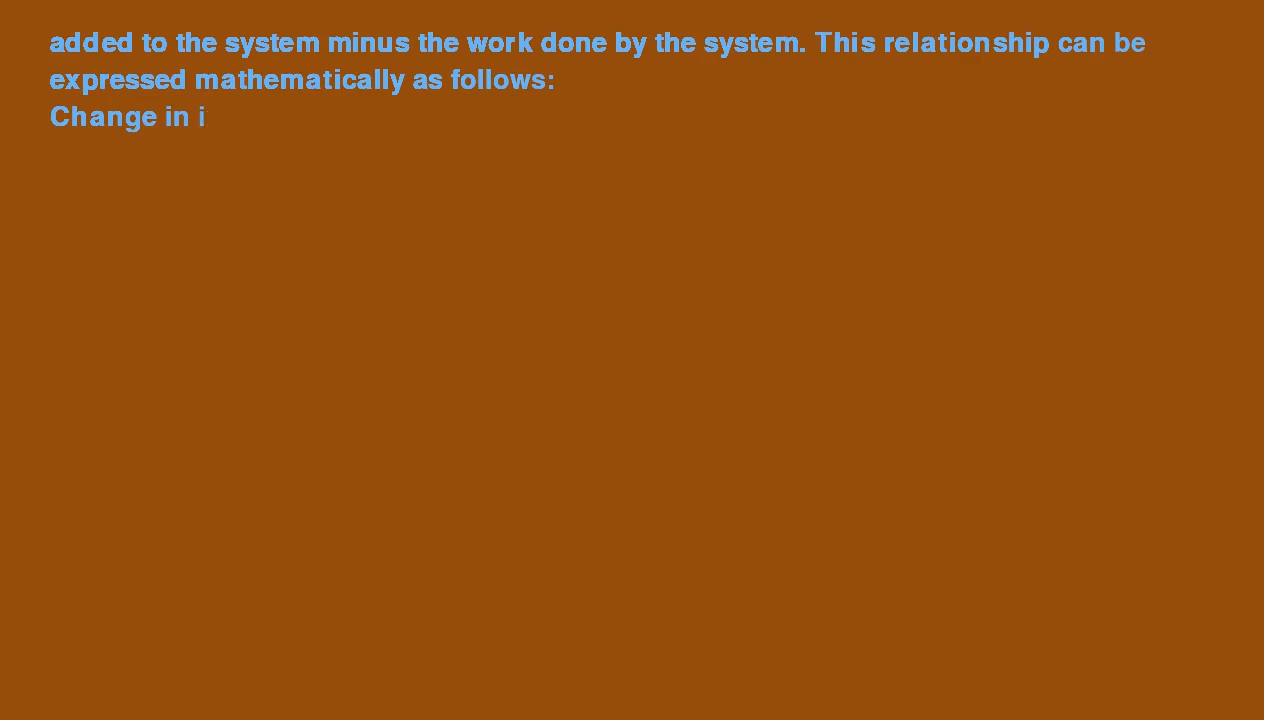 added to the system minus the work done by the system. This relationship can be
expressed mathematically as follows:
Change in i